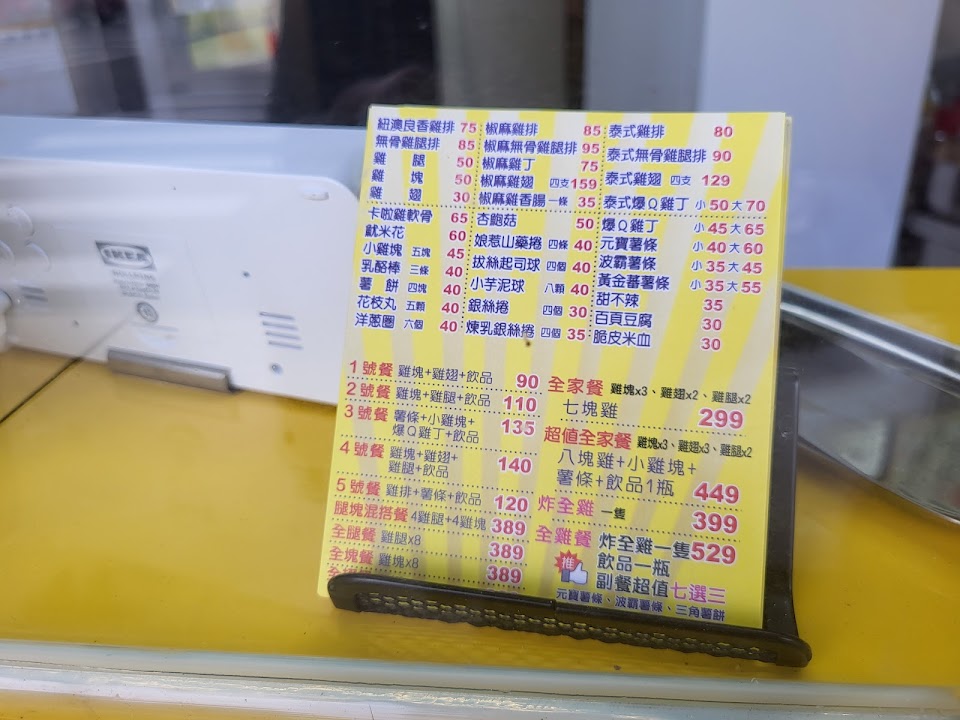 紐澳良香雞排 75
無骨雞腿排 85
雞腿 50
雞塊 50
雞翅 30
椒麻雞排 85
椒麻無骨雞腿排 95
椒麻雞丁 75
椒麻雞翅 四支 159
椒麻雞香腸 一條 35
泰式雞排 80
泰式無骨雞腿排 90
泰式雞翅 四支 129
泰式爆Q雞丁 小 50 大 70
卡啦雞軟骨 65
魷米花 60
小雞塊 五塊 45
乳酪棒 三條 40
薯餅 四塊 40
花枝丸 五顆 40
洋蔥圈 六個 40
杏鮑菇 50
娘惹山藥捲 四條 40
拔絲起司球 四個 40
小芋泥球 八顆 40
銀絲捲 四個 30
煉乳銀絲捲 四個 35
爆Q雞丁 小 45 大 65
元寶薯條 小 40 大 60
波霸薯條 小 35 大 45
黃金蕃薯條 小 35 大 55
甜不辣 35
百頁豆腐 30
脆皮米血 30
1號餐 雞塊+雞翅+飲品 90
2號餐 雞塊+雞腿+飲品 110
3號餐 薯條+小雞塊+
爆Q雞丁+飲品 135
4號餐 雞塊+雞翅+
雞腿+飲品 140
5號餐 雞排+薯條+飲品 120
腿塊混搭餐 4雞腿+4雞塊 389
全腿餐 雞腿x8 389
全塊餐 雞塊x8 389
全家餐 雞塊x3、雞翅x2、雞腿x2
七塊雞 299
超值全家餐 雞塊x3、雞翅x3、雞腿x2
八塊雞+小雞塊+
薯條+飲品1瓶 449
炸全雞 一隻 399
全雞餐 炸全雞一隻 529
推 飲品一瓶
副餐超值七選三
元寶薯條、波霸薯條、三角薯餅
IKEA